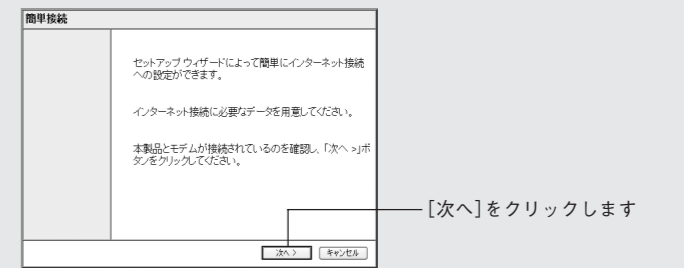 簡単接続
セットアップ ウィザードによって簡単にインターネット接続
への設定ができます。
インターネット接続に必要なデータを用意してください。
本製品とモデムが接続されているのを確認し、「次へ >」ボ
タンをクリックしてください。
[次へ]をクリックします
次へ >
キャンセル